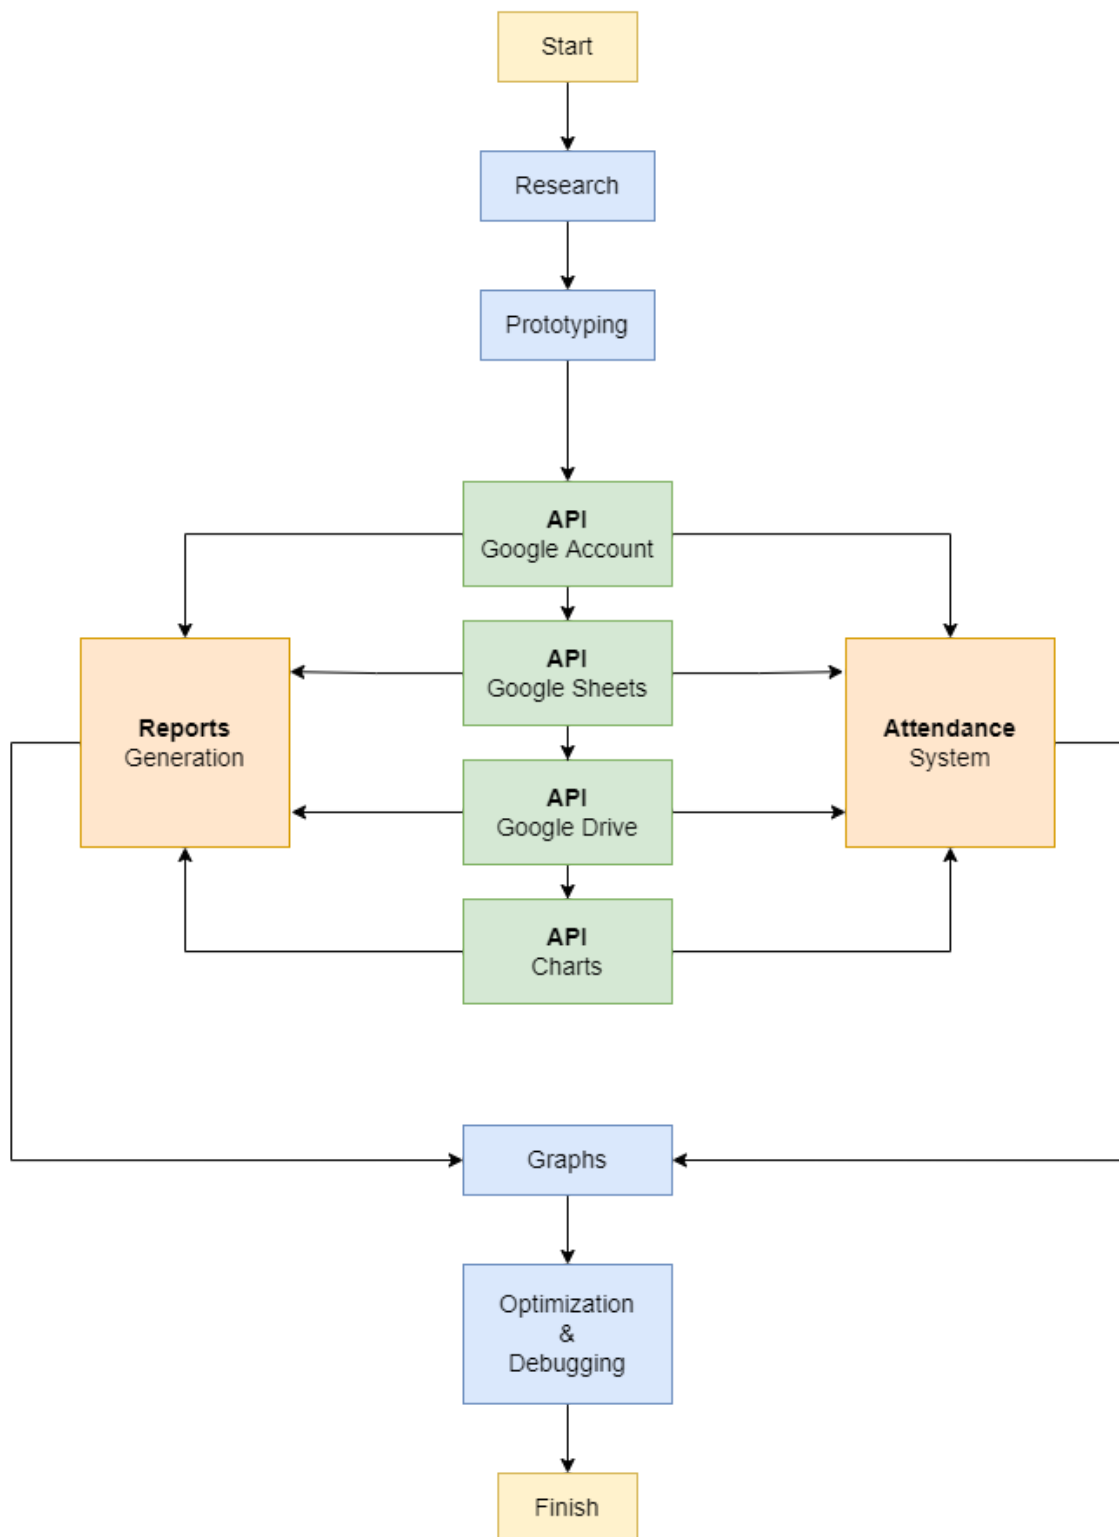 Start
Research
Prototyping
API
Google Account
API
Google Sheets
Reports
Generation
Attendance
System
API
Google Drive
API
Charts
Graphs
Optimization
&
Debugging
Finish